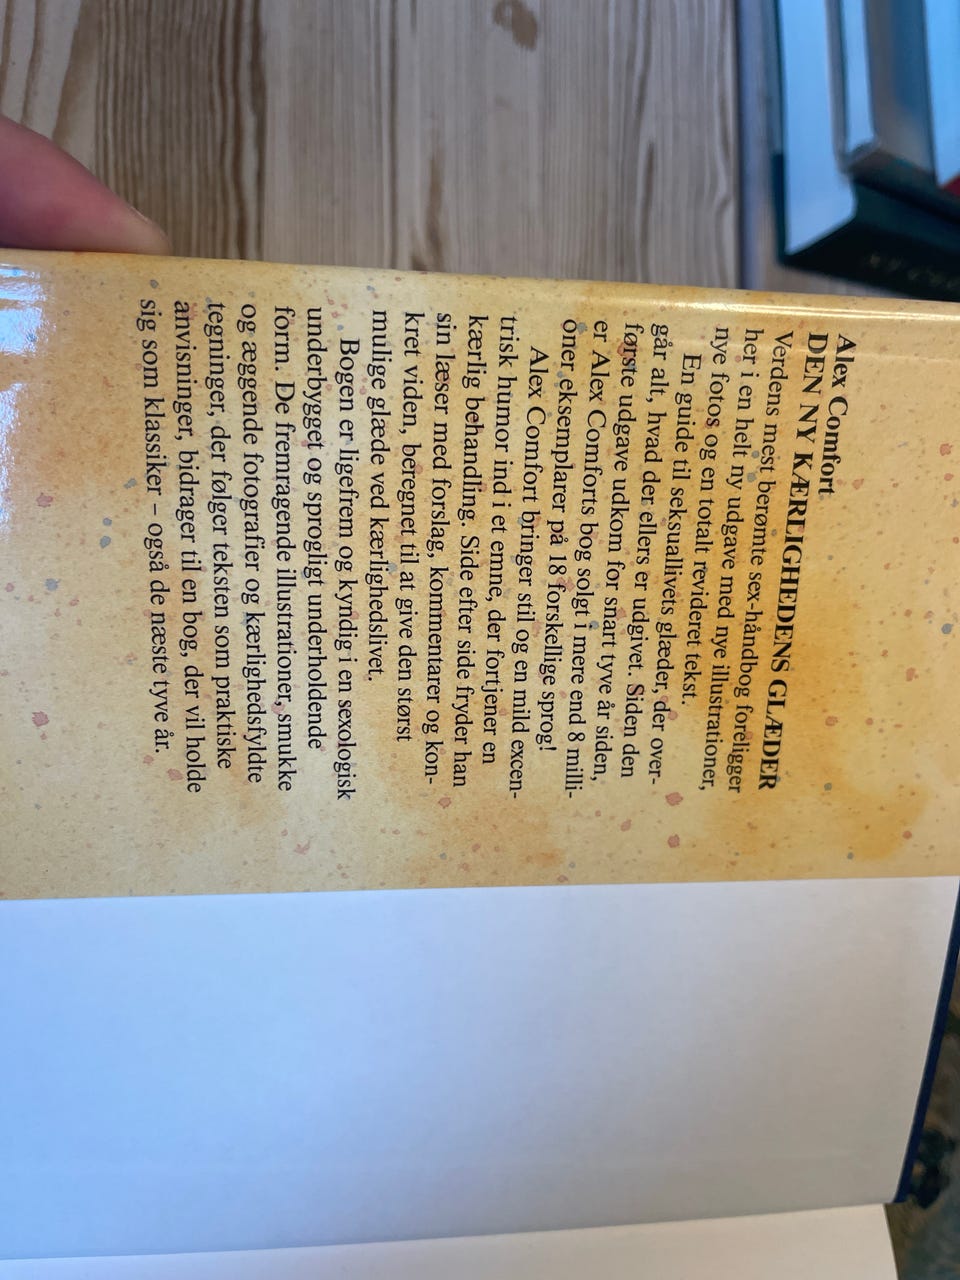 Alex Comfort
DEN NY KÆRLIGHEDENS GLÆDER
Verdens mest berømte sex-håndbog foreligger
her i en helt ny udgave med nye illustrationer,
nye fotos og en totalt revideret tekst.
En guide til seksuallivets glæder, der over-
går alt, hvad der ellers er udgivet. Siden den
første udgave udkom for snart tyve år siden,
er Alex Comforts bog solgt i mere end 8 milli-
oner eksemplarer på 18 forskellige sprog!
Alex Comfort bringer stil og en mild excen-
trisk humor ind i et emne, der fortjener en
kærlig behandling. Side efter side fryder han
sin læser med forslag, kommentarer og kon-
kret viden, beregnet til at give den størst
mulige glæde ved kærlighedslivet.
Bogen er ligefrem og kyndig i en sexologisk
underbygget og sprogligt underholdende
form. De fremragende illustrationer, smukke
og æggende fotografier og kærlighedsfyldte
tegninger, der følger teksten som praktiske
anvisninger, bidrager til en bog, der vil holde
sig som klassiker – også de næste tyve år.